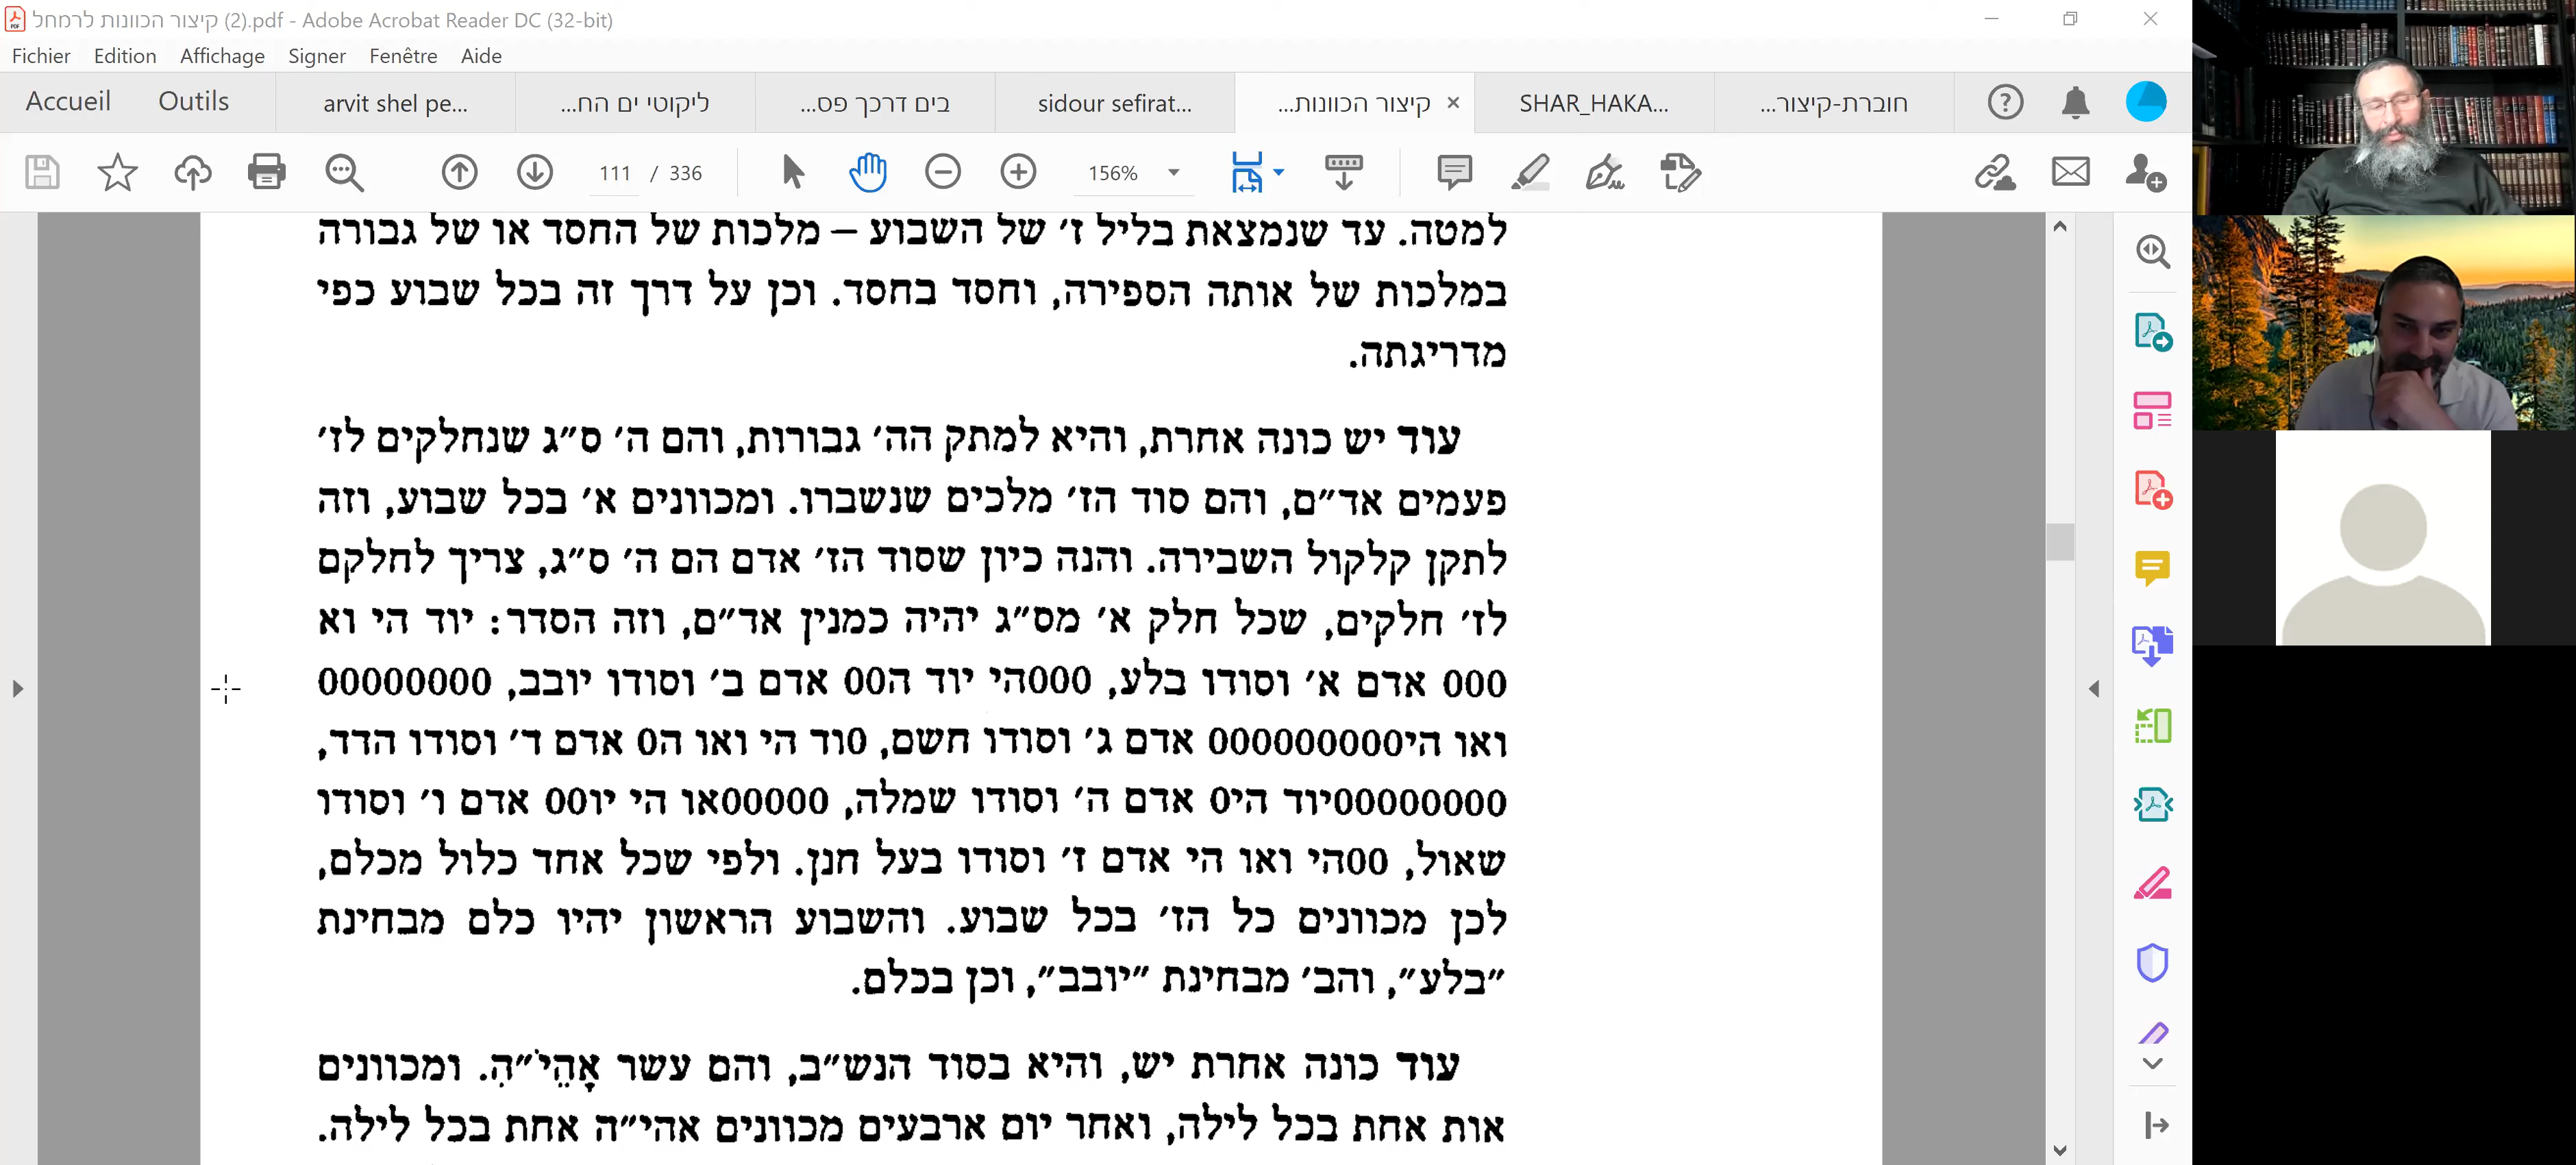 קיצור הכוונות לרמחל (2).pdf - Adobe Acrobat Reader DC (32-bit)
Fichier Edition Affichage Signer Fenêtre Aide
Accueil Outils arvit shel pe... ליקוטי ים הח... בים דרכך פס... sidour sefirat... קיצור הכוונות... SHAR_HAKA... חוברת-קיצור...
111 / 336 156%
למטה. עד שנמצאת בליל ז׳ של השבוע – מלכות של החסד או של גבורה
במלכות של אותה הספירה, וחסד בחסד. וכן על דרך זה בכל שבוע כפי
מדריגתה.
עוד יש כונה אחרת, והיא למתק הה׳ גבורות, והם ה׳ ס״ג שנחלקים לז׳
פעמים אד״ם, והם סוד הז׳ מלכים שנשברו. ומכוונים א׳ בכל שבוע, וזה
לתקן קלקול השבירה. והנה כיון שסוד הז׳ אדם הם ה׳ ס״ג, צריך לחלקם
לז׳ חלקים, שכל חלק א׳ מס״ג יהיה כמנין אד״ם, וזה הסדר: יוד הי וא
000 אדם א׳ וסודו בלע, 000הי יוד ה00 אדם ב׳ וסודו יובב, 00000000
ואו הי000000000 אדם ג׳ וסודו חשם, 0וד הי ואו ה0 אדם ד׳ וסודו הדד,
00000000יוד הי0 אדם ה׳ וסודו שמלה, 00000או הי יו00 אדם ו׳ וסודו
שאול, 00הי ואו הי אדם ז׳ וסודו בעל חנן. ולפי שכל אחד כלול מכלם,
לכן מכוונים כל הז׳ בכל שבוע. והשבוע הראשון יהיו כלם מבחינת
״בלע״, והב׳ מבחינת ״יובב״, וכן בכלם.
עוד כונה אחרת יש, והיא בסוד הנש״ב, והם עשר אָהֵיֹ״הִ. ומכוונים
אות אחת בכל לילה, ואחר יום ארבעים מכוונים אהי״ה אחת בכל לילה.